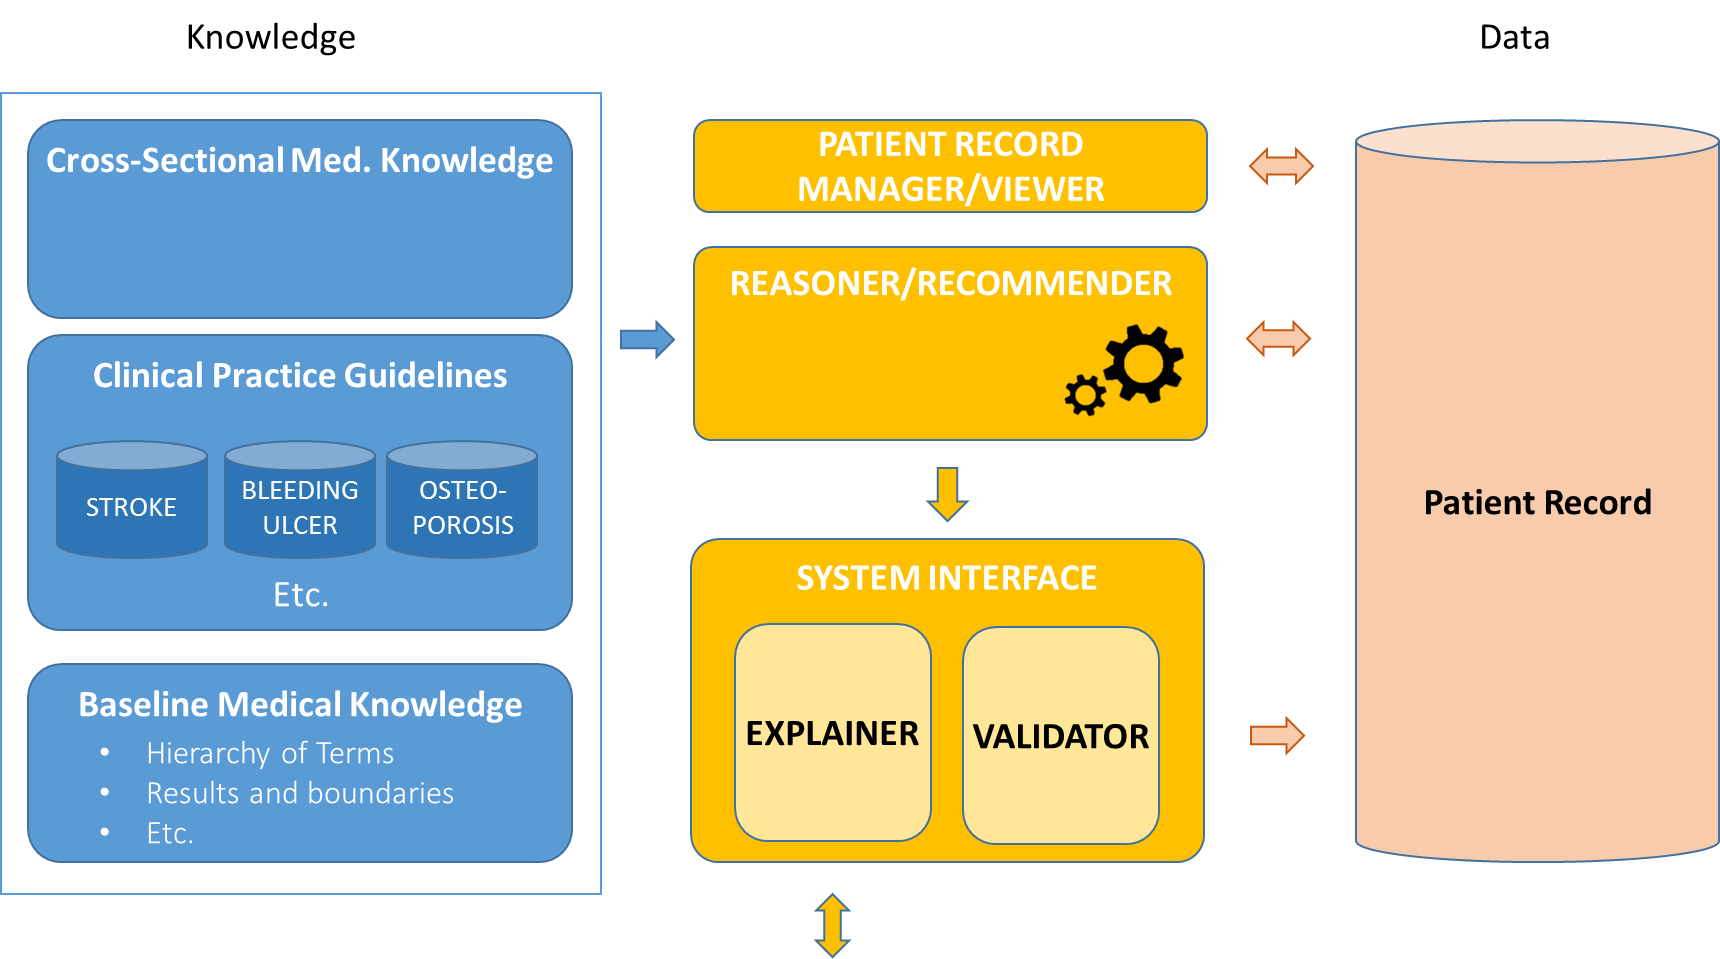 Knowledge
Data
Cross-Sectional Med. Knowledge
Clinical Practice Guidelines
STROKE
BLEEDING
ULCER
OSTEO-
POROSIS
Etc.
Baseline Medical Knowledge
• Hierarchy of Terms
• Results and boundaries
• Etc.
PATIENT RECORD
MANAGER/VIEWER
REASONER/RECOMMENDER
SYSTEM INTERFACE
EXPLAINER
VALIDATOR
Patient Record